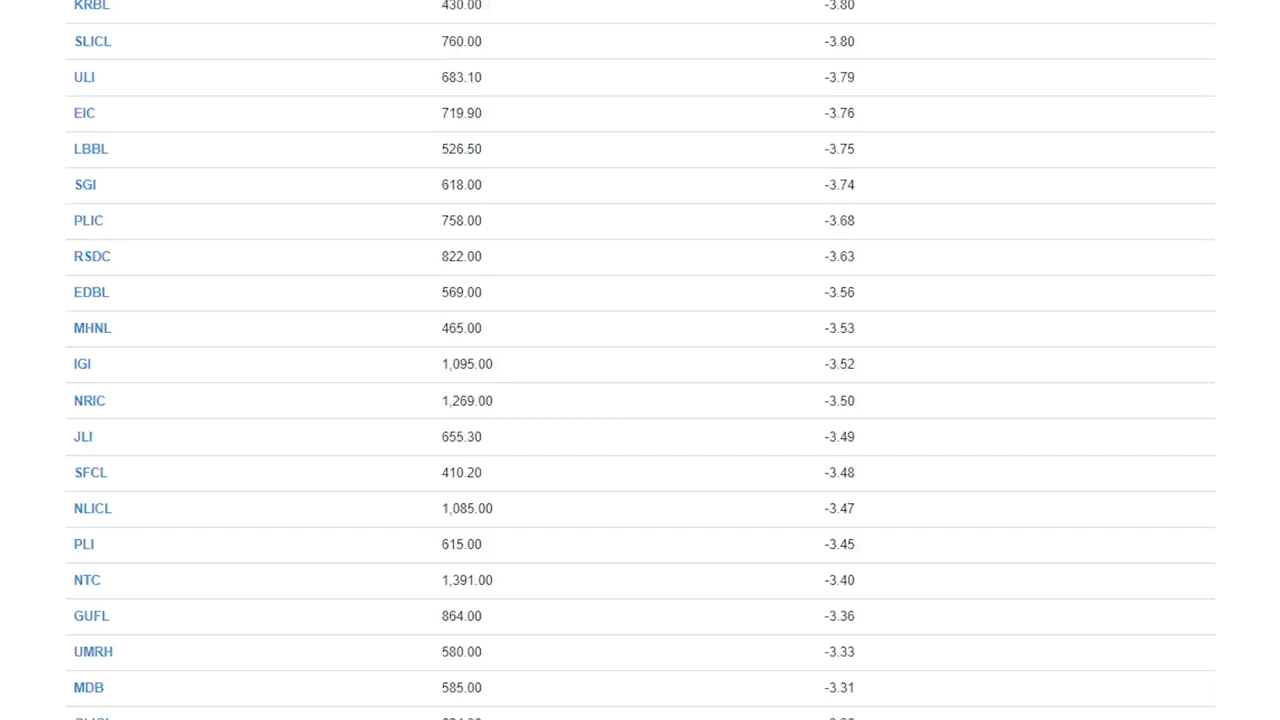 KRBL 430.00 -3.80
SLICL 760.00 -3.80
ULI 683.10 -3.79
EIC 719.90 -3.76
LBBL 526.50 -3.75
SGI 618.00 -3.74
PLIC 758.00 -3.68
RSDC 822.00 -3.63
EDBL 569.00 -3.56
MHNL 465.00 -3.53
IGI 1,095.00 -3.52
NRIC 1,269.00 -3.50
JLI 655.30 -3.49
SFCL 410.20 -3.48
NLICL 1,085.00 -3.47
PLI 615.00 -3.45
NTC 1,391.00 -3.40
GUFL 864.00 -3.36
UMRH 580.00 -3.33
MDB 585.00 -3.31